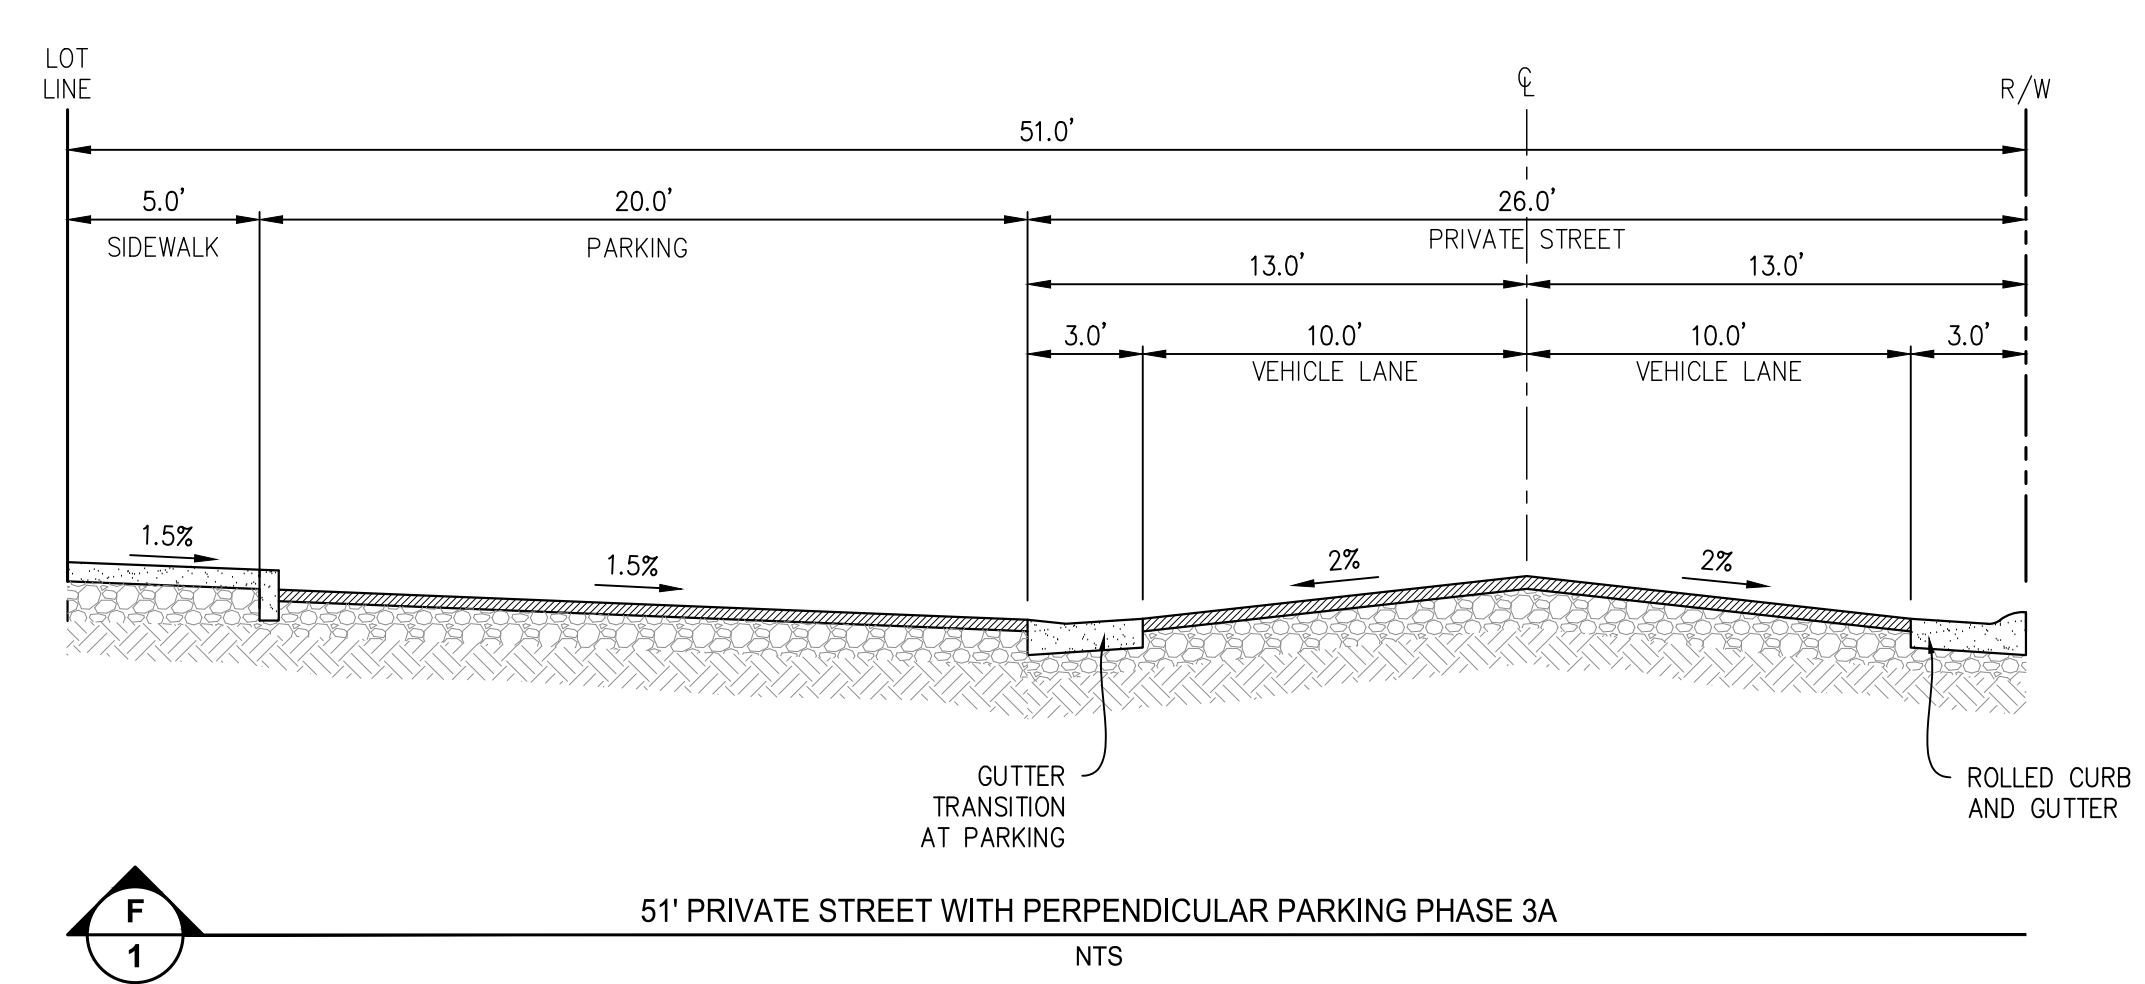 LOT
LINE
℄
R/W
51.0'
5.0'
20.0'
26.0'
SIDEWALK
PARKING
PRIVATE STREET
13.0'
13.0'
3.0'
10.0'
10.0'
3.0'
VEHICLE LANE
VEHICLE LANE
1.5%
1.5%
2%
2%
GUTTER
TRANSITION
AT PARKING
ROLLED CURB
AND GUTTER
F
1
51' PRIVATE STREET WITH PERPENDICULAR PARKING PHASE 3A
NTS